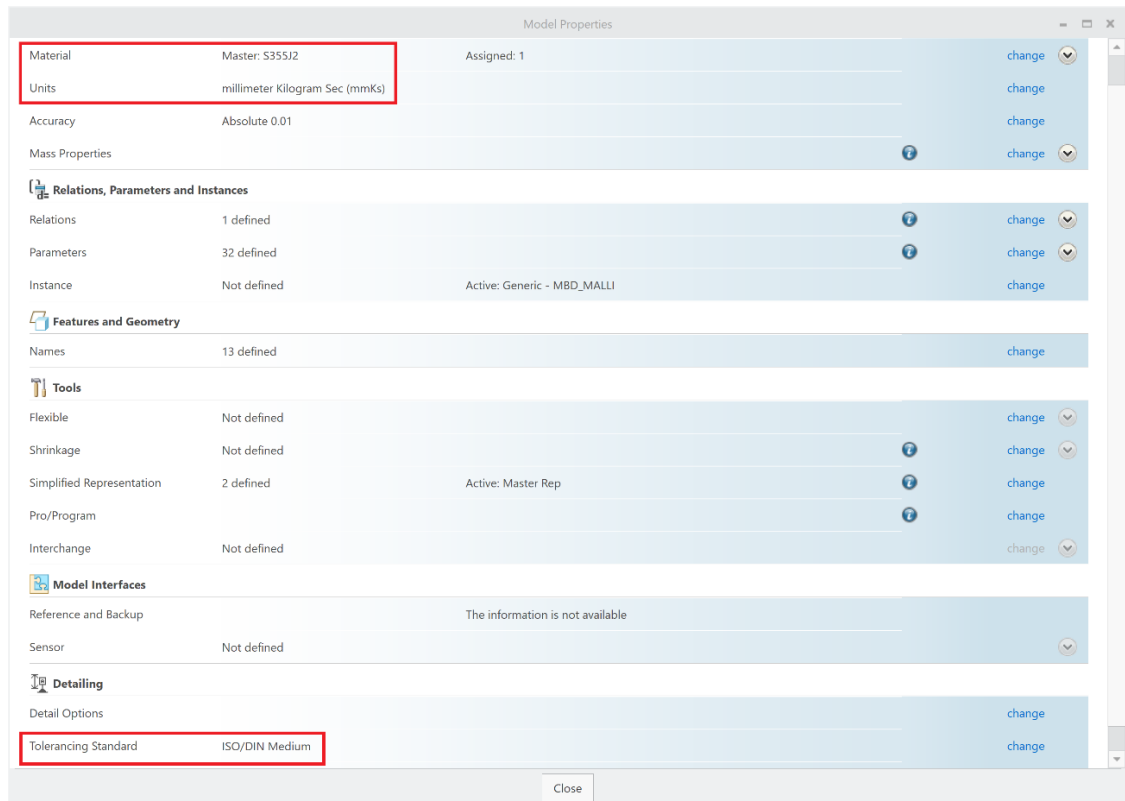 Model Properties
Material Master: S355J2 Assigned: 1 change
Units millimeter Kilogram Sec (mmKs) change
Accuracy Absolute 0.01 change
Mass Properties change
Relations, Parameters and Instances
Relations 1 defined change
Parameters 32 defined change
Instance Not defined Active: Generic - MBD_MALLI change
Features and Geometry
Names 13 defined change
Tools
Flexible Not defined change
Shrinkage Not defined change
Simplified Representation 2 defined Active: Master Rep change
Pro/Program change
Interchange Not defined change
Model Interfaces
Reference and Backup The information is not available
Sensor Not defined
Detailing
Detail Options change
Tolerancing Standard ISO/DIN Medium change
Close